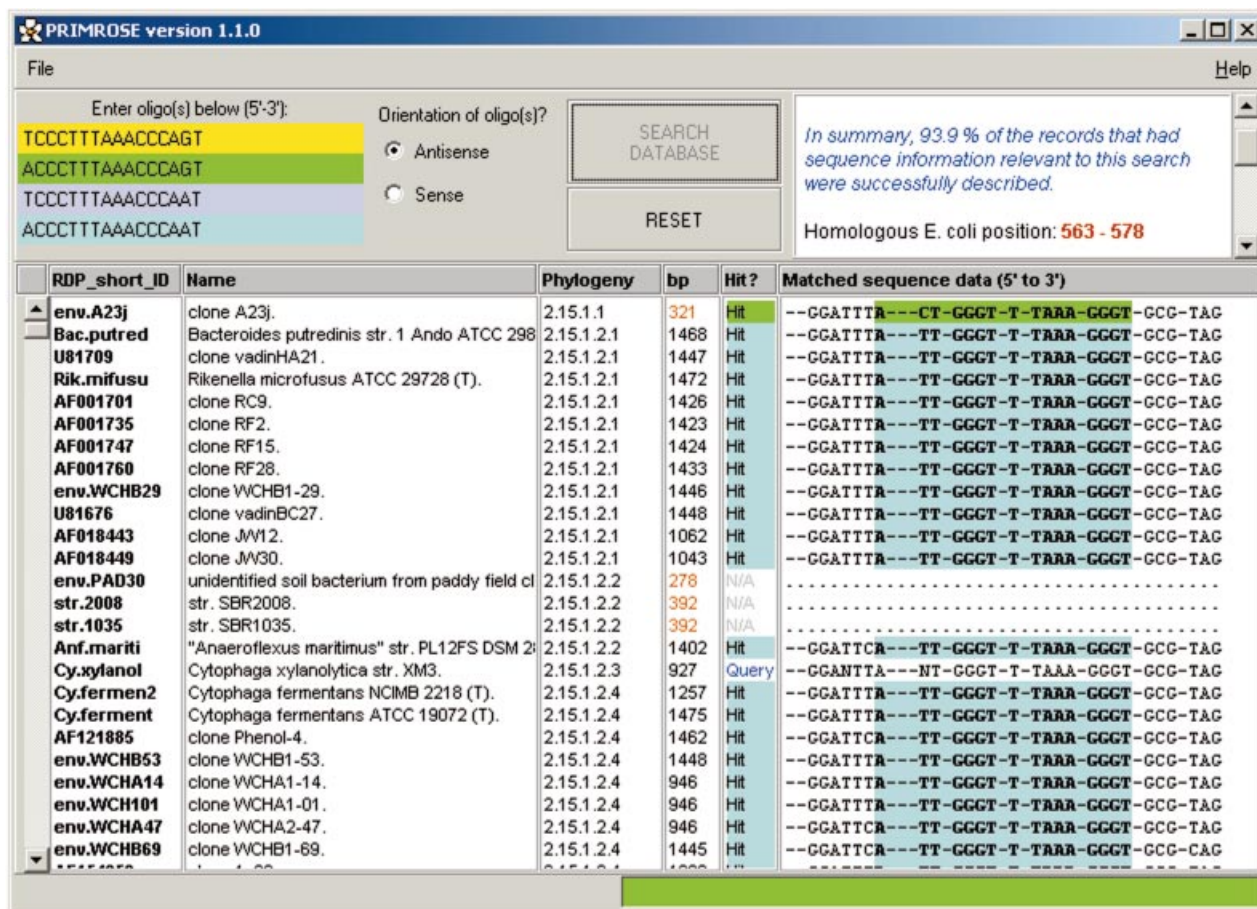 PRIMROSE version 1.1.0
File Help
Enter oligo(s) below (5'-3'):
TCCCTTTAAACCCAGT
ACCCTTTAAACCCAGT
TCCCTTTAAACCCAAT
ACCCTTTAAACCCAAT
Orientation of oligo(s)?
Antisense
Sense
SEARCH
DATABASE
RESET
In summary, 93.9 % of the records that had
sequence information relevant to this search
were successfully described.
Homologous E. coli position: 563 - 578
RDP_short_ID Name Phylogeny bp Hit? Matched sequence data (5' to 3')
env.A23j clone A23j. 2.15.1.1 321 Hit --GGATTTA---CT-GGGT-T-TAAA-GGGT-GCG-TAG
Bac.putred Bacteroides putredinis str. 1 Ando ATCC 298 2.15.1.2.1 1468 Hit --GGATTTA---TT-GGGT-T-TAAA-GGGT-GCG-TAG
U81709 clone vadinHA21. 2.15.1.2.1 1447 Hit --GGATTTA---TT-GGGT-T-TAAA-GGGT-GCG-TAG
Rik.mifusu Rikenella microfusus ATCC 29728 (T). 2.15.1.2.1 1472 Hit --GGATTTA---TT-GGGT-T-TAAA-GGGT-GCG-TAG
AF001701 clone RC9. 2.15.1.2.1 1426 Hit --GGATTTA---TT-GGGT-T-TAAA-GGGT-GCG-TAG
AF001735 clone RF2. 2.15.1.2.1 1423 Hit --GGATTTA---TT-GGGT-T-TAAA-GGGT-GCG-TAG
AF001747 clone RF15. 2.15.1.2.1 1424 Hit --GGATTTA---TT-GGGT-T-TAAA-GGGT-GCG-TAG
AF001760 clone RF28. 2.15.1.2.1 1433 Hit --GGATTTA---TT-GGGT-T-TAAA-GGGT-GCG-TAG
env.WCHB29 clone WCHB1-29. 2.15.1.2.1 1446 Hit --GGATTTA---TT-GGGT-T-TAAA-GGGT-GCG-TAG
U81676 clone vadinBC27. 2.15.1.2.1 1448 Hit --GGATTTA---TT-GGGT-T-TAAA-GGGT-GCG-TAG
AF018443 clone JW12. 2.15.1.2.1 1062 Hit --GGATTTA---TT-GGGT-T-TAAA-GGGT-GCG-TAG
AF018449 clone JW30. 2.15.1.2.1 1043 Hit --GGATTTA---TT-GGGT-T-TAAA-GGGT-GCG-TAG
env.PAD30 unidentified soil bacterium from paddy field cl 2.15.1.2.2 278 N/A .......................................
str.2008 str. SBR2008. 2.15.1.2.2 392 N/A .......................................
str.1035 str. SBR1035. 2.15.1.2.2 392 N/A .......................................
Anf.mariti "Anaeroflexus maritimus" str. PL12FS DSM 2 2.15.1.2.2 1402 Hit --GGATTCA---TT-GGGT-T-TAAA-GGGT-GCG-TAG
Cy.xylanol Cytophaga xylanolytica str. XM3. 2.15.1.2.3 927 Query --GGANTTA---NT-GGGT-T-TAAA-GGGT-GCG-TAG
Cy.fermen2 Cytophaga fermentans NCIMB 2218 (T). 2.15.1.2.4 1257 Hit --GGATTTA---TT-GGGT-T-TAAA-GGGT-GCG-TAG
Cy.ferment Cytophaga fermentans ATCC 19072 (T). 2.15.1.2.4 1475 Hit --GGATTTA---TT-GGGT-T-TAAA-GGGT-GCG-TAG
AF121885 clone Phenol-4. 2.15.1.2.4 1462 Hit --GGATTCA---TT-GGGT-T-TAAA-GGGT-GCG-TAG
env.WCHB53 clone WCHB1-53. 2.15.1.2.4 1448 Hit --GGATTTA---TT-GGGT-T-TAAA-GGGT-GCG-TAG
env.WCHA14 clone WCHA1-14. 2.15.1.2.4 946 Hit --GGATTTA---TT-GGGT-T-TAAA-GGGT-GCG-TAG
env.WCH101 clone WCHA1-01. 2.15.1.2.4 946 Hit --GGATTTA---TT-GGGT-T-TAAA-GGGT-GCG-TAG
env.WCHA47 clone WCHA2-47. 2.15.1.2.4 946 Hit --GGATTCA---TT-GGGT-T-TAAA-GGGT-GCG-TAG
env.WCHB69 clone WCHB1-69. 2.15.1.2.4 1445 Hit --GGATTCA---TT-GGGT-T-TAAA-GGGT-GCG-CAG